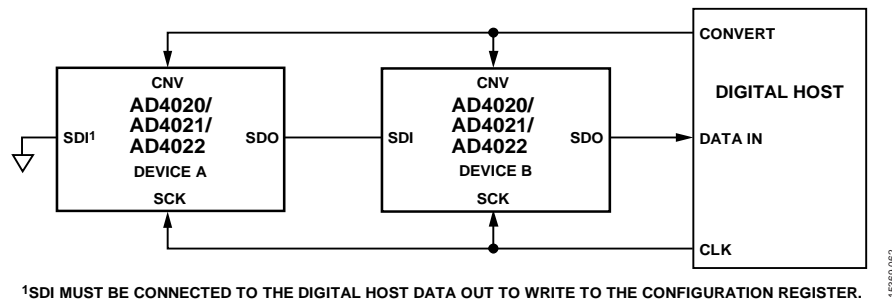 CONVERT
CNV
AD4020/
AD4021/
AD4022
SDI¹
SDO
DEVICE A
SCK
CNV
AD4020/
AD4021/
AD4022
SDI
SDO
DEVICE B
SCK
DIGITAL HOST
DATA IN
CLK
¹SDI MUST BE CONNECTED TO THE DIGITAL HOST DATA OUT TO WRITE TO THE CONFIGURATION REGISTER.